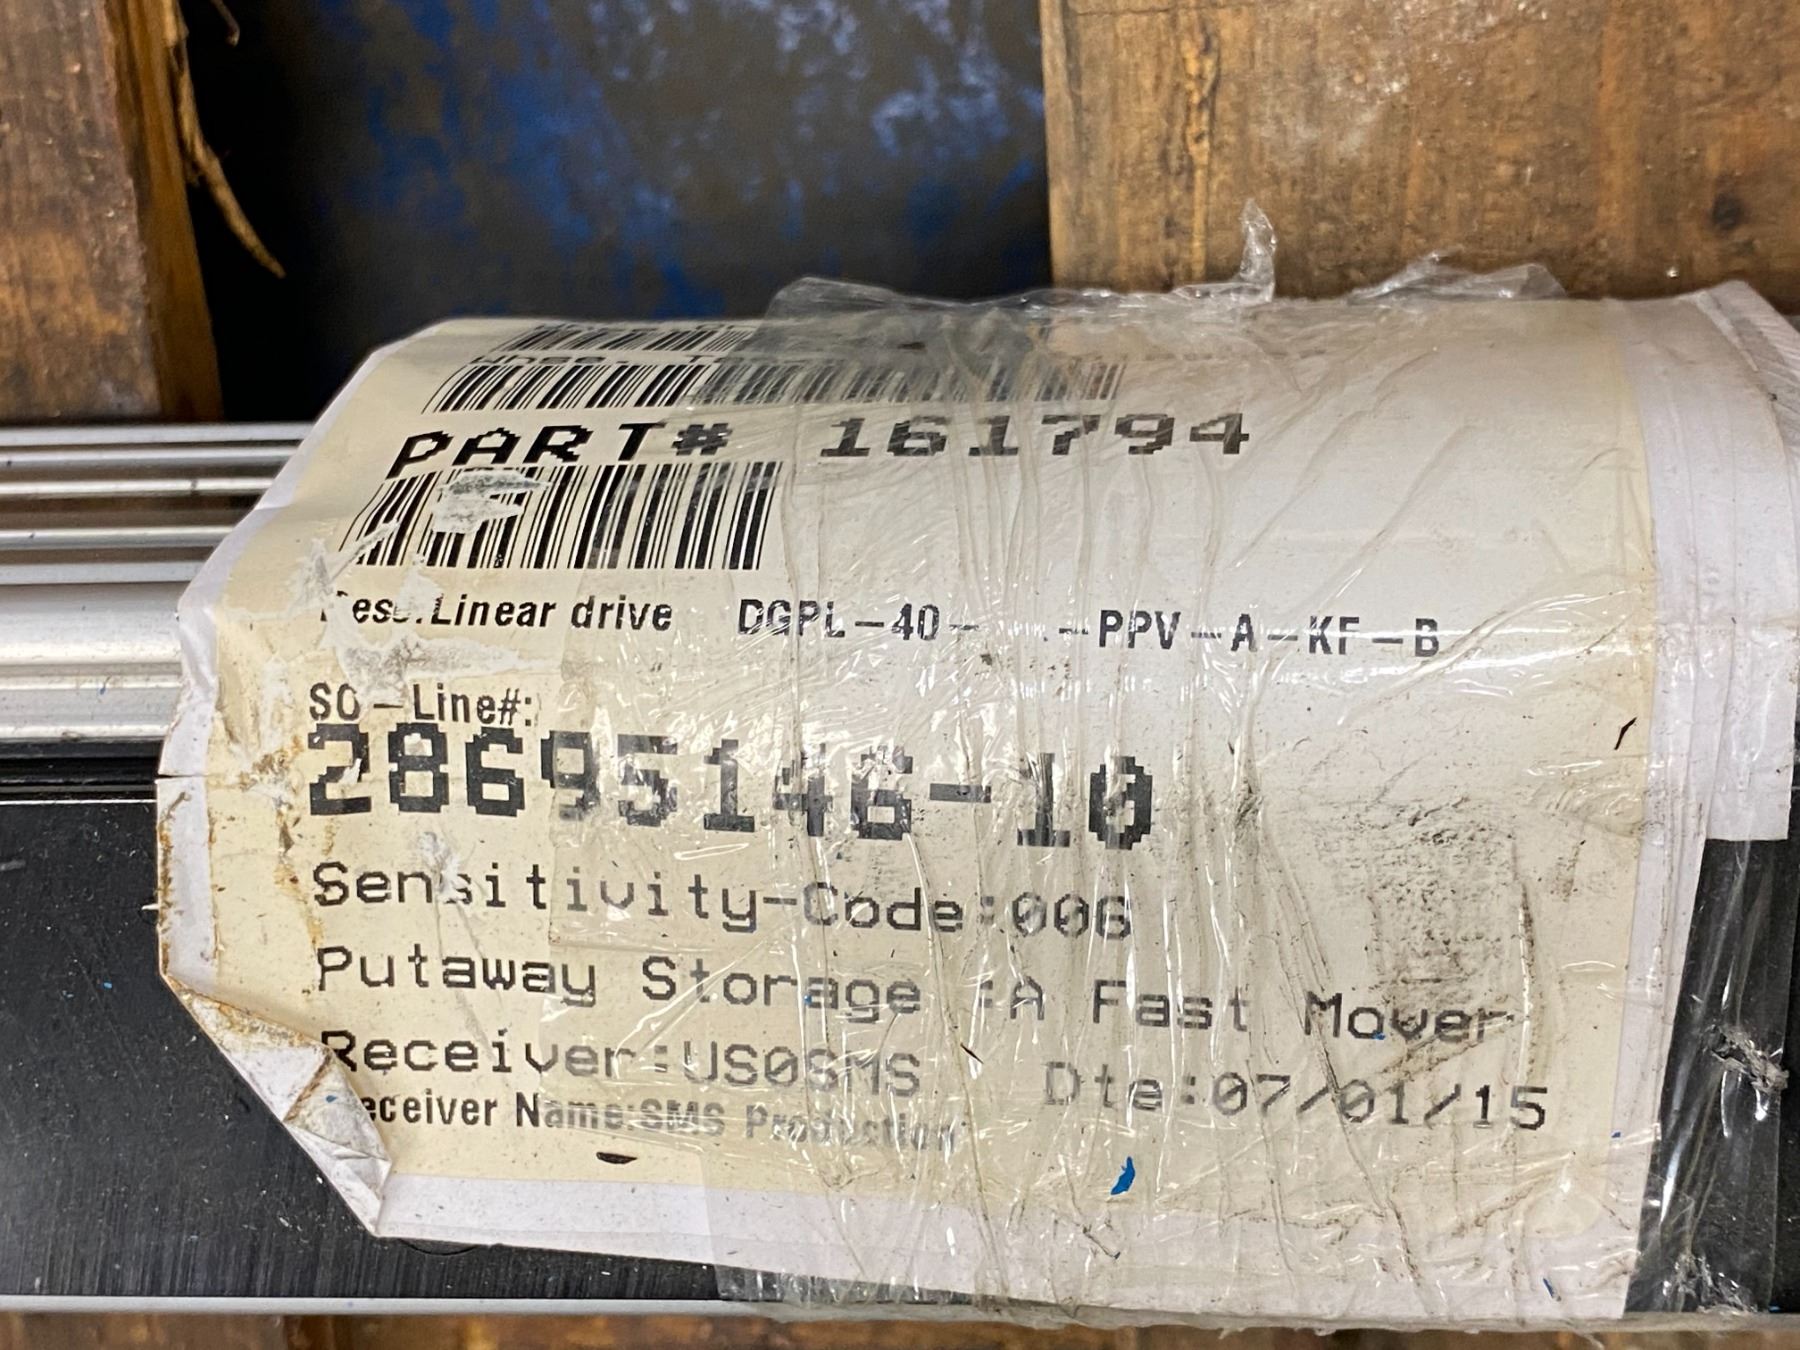 PART# 161794
Desc.Linear drive DGPL-40- . -PPV-A-KF-B
SO-Line#:
28695146-10
Sensitivity-Code:006
Putaway Storage :A Fast Mover
Receiver:US0SMS Dte:07/01/15
Receiver Name:SMS Production